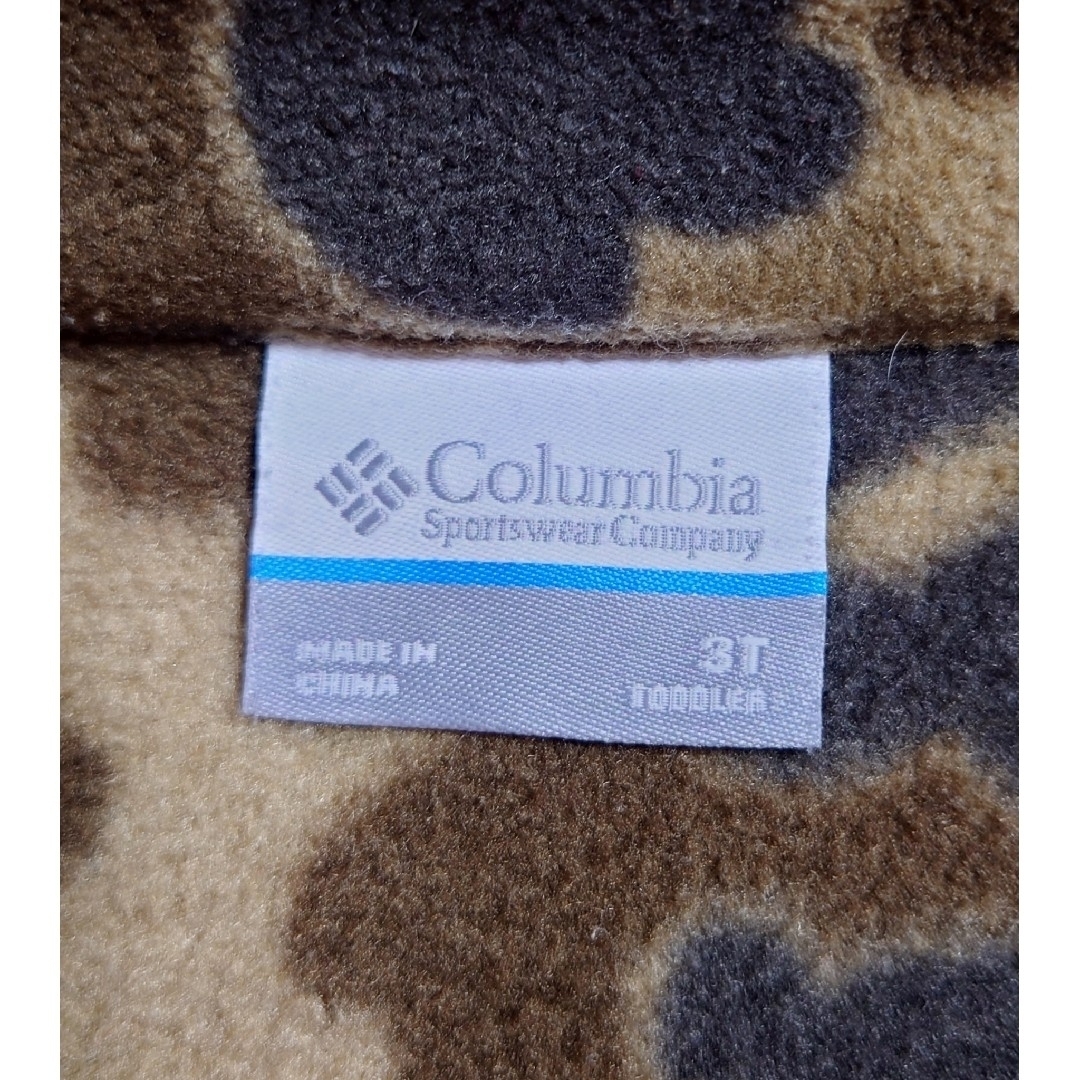 Columbia
Sportswear Company
MADE IN
CHINA
3T
TODDLER